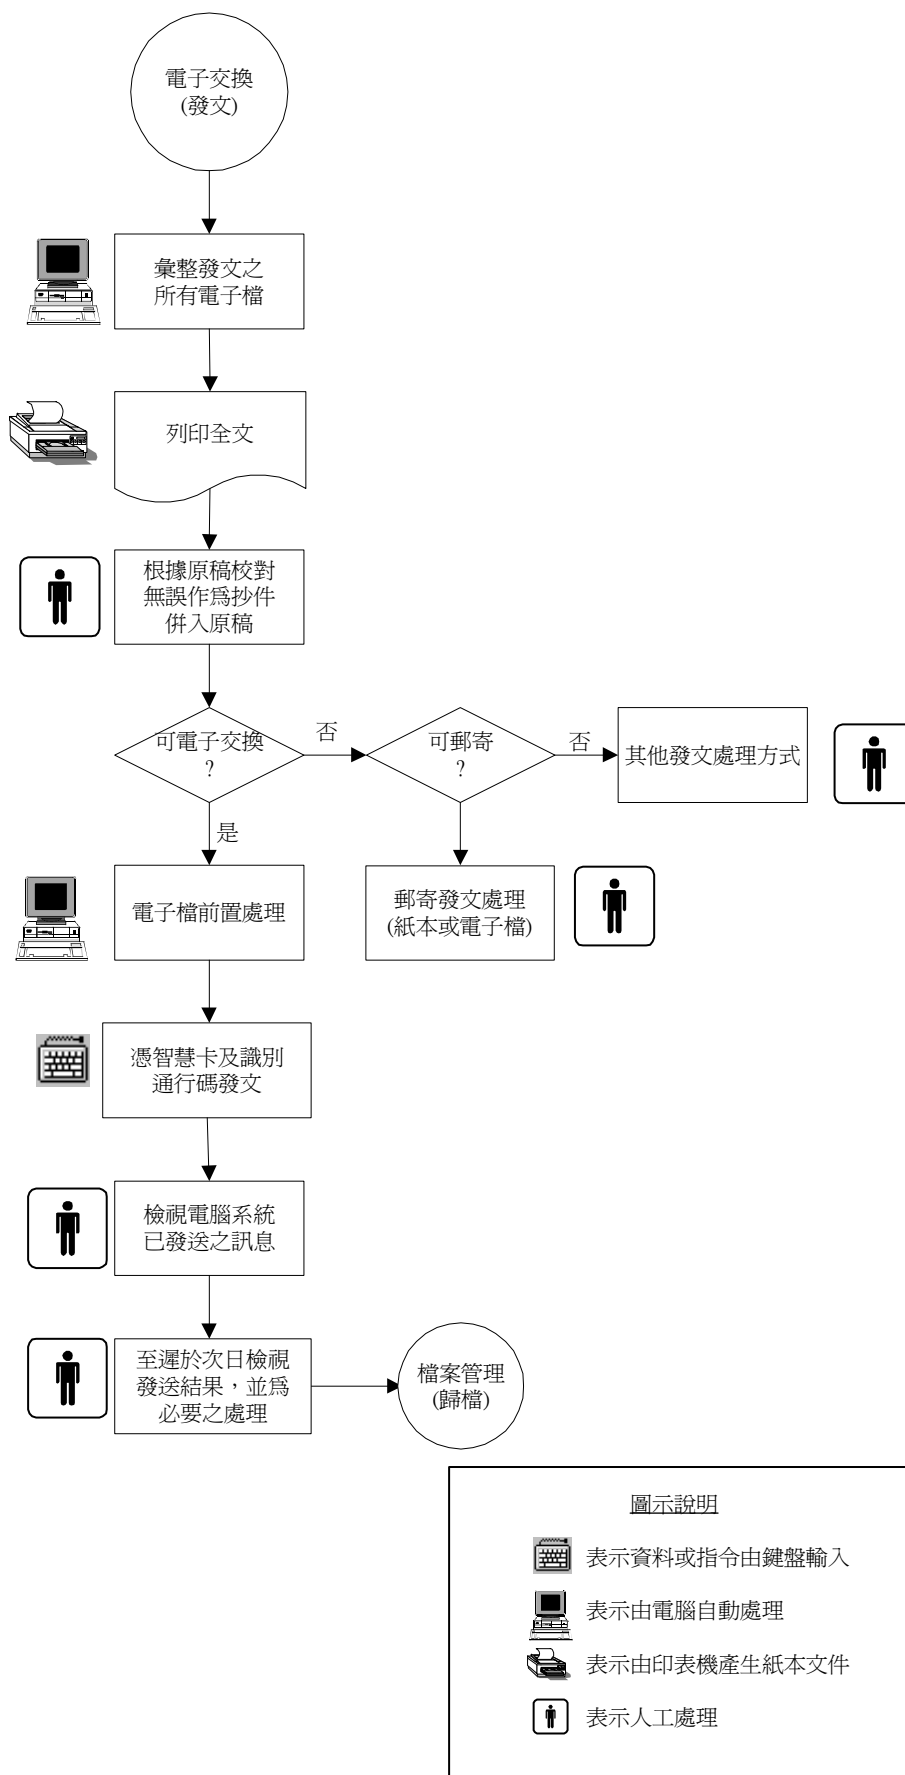 電子交換
(發文)
彙整發文之
所有電子檔
列印全文
根據原稿校對
無誤作爲抄件
併入原稿
可電子交換
?
否
可郵寄
?
否
其他發文處理方式
是
電子檔前置處理
郵寄發文處理
(紙本或電子檔)
憑智慧卡及識別
通行碼發文
檢視電腦系統
已發送之訊息
至遲於次日檢視
發送結果,並爲
必要之處理
檔案管理
(歸檔)
圖示說明
表示資料或指令由鍵盤輸入
表示由電腦自動處理
表示由印表機產生紙本文件
表示人工處理